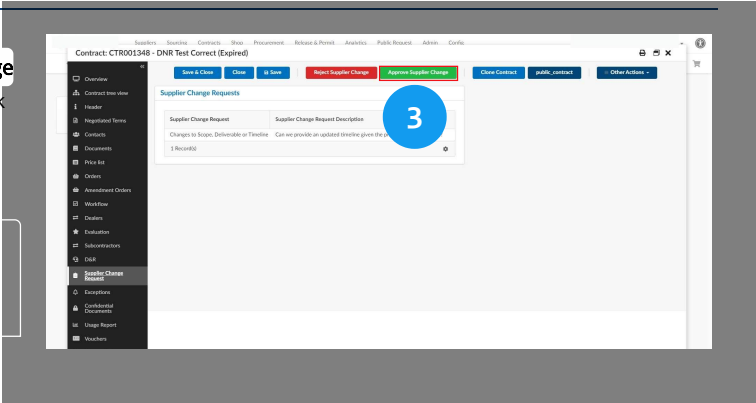 Suppliers Sourcing Contracts Shop Procurement Release & Permit Analytics Public Request Admin Config
Contract: CTR001348 - DNR Test Correct (Expired)
Save & Close Close Save Reject Supplier Change Approve Supplier Change Clone Contract public_contract Other Actions
Overview
Contract tree view
Header
Negotiated Terms
Contacts
Documents
Price list
Orders
Amendment Orders
Workflow
Dealers
Evaluation
Subcontractors
D&R
Supplier Change
Request
Exceptions
Confidential
Documents
Usage Report
Vouchers
Supplier Change Requests
Supplier Change Request Supplier Change Request Description
Changes to Scope, Deliverable or Timeline Can we provide an updated timeline given the
1 Record(s)
3